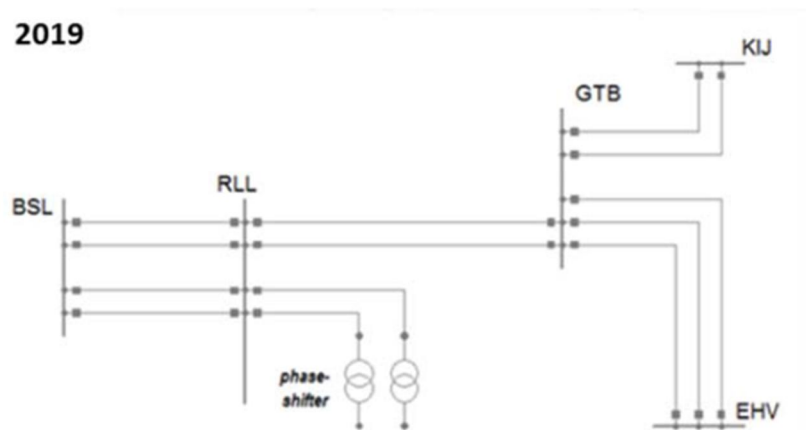 2019
KIJ
GTB
RLL
BSL
phase-
shifter
EHV